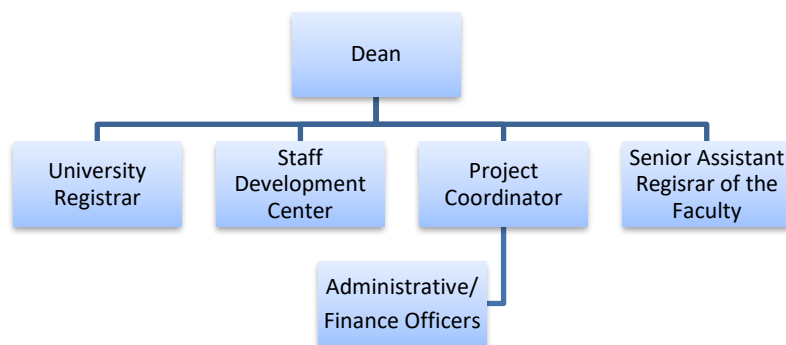 Dean
University
Registrar
Staff
Development
Center
Project
Coordinator
Senior Assistant
Regisrar of the
Faculty
Administrative/
Finance Officers